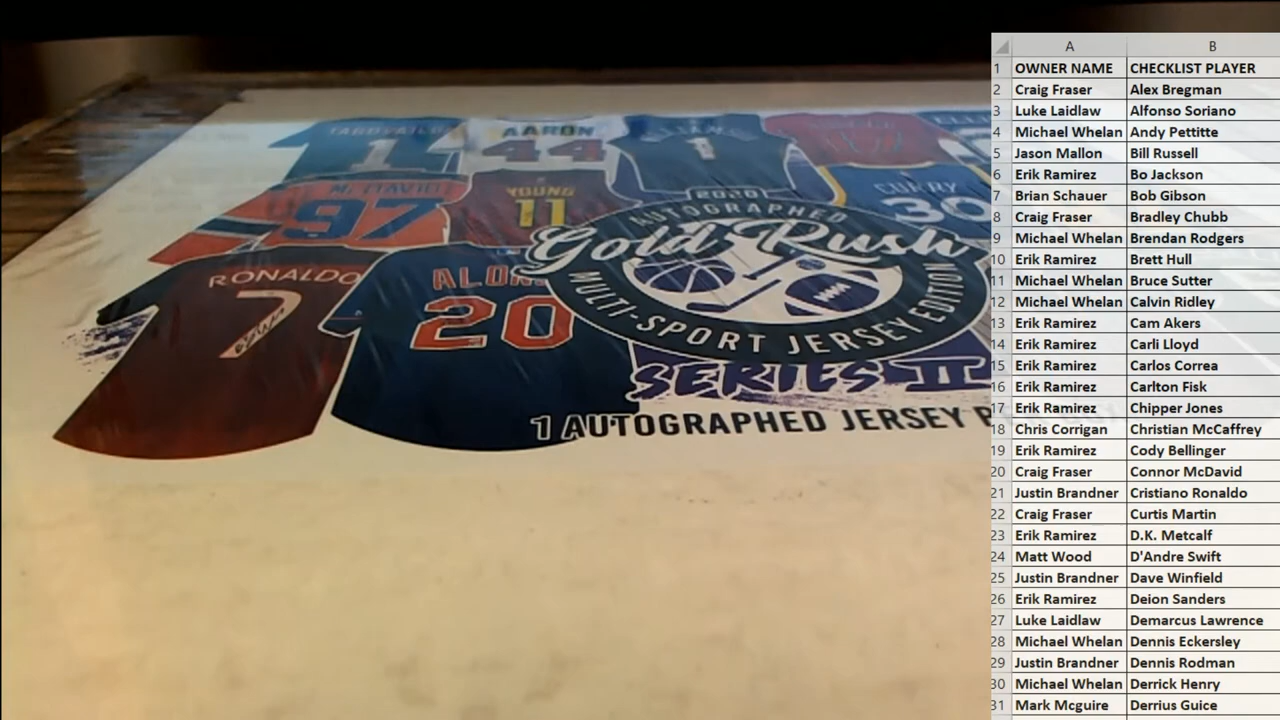 AARON
44
1
1
McDAVID
97
YOUNG
11
CURRY
30
RONALDO
7
20
2020
AUTOGRAPHED
Gold Rush
MULTI-SPORT JERSEY EDITION
SERIES II
1 AUTOGRAPHED JERSEY
A B
1 OWNER NAME CHECKLIST PLAYER
2 Craig Fraser Alex Bregman
3 Luke Laidlaw Alfonso Soriano
4 Michael Whelan Andy Pettitte
5 Jason Mallon Bill Russell
6 Erik Ramirez Bo Jackson
7 Brian Schauer Bob Gibson
8 Craig Fraser Bradley Chubb
9 Michael Whelan Brendan Rodgers
10 Erik Ramirez Brett Hull
11 Michael Whelan Bruce Sutter
12 Michael Whelan Calvin Ridley
13 Erik Ramirez Cam Akers
14 Erik Ramirez Carli Lloyd
15 Erik Ramirez Carlos Correa
16 Erik Ramirez Carlton Fisk
17 Erik Ramirez Chipper Jones
18 Chris Corrigan Christian McCaffrey
19 Erik Ramirez Cody Bellinger
20 Craig Fraser Connor McDavid
21 Justin Brandner Cristiano Ronaldo
22 Craig Fraser Curtis Martin
23 Erik Ramirez D.K. Metcalf
24 Matt Wood D'Andre Swift
25 Justin Brandner Dave Winfield
26 Erik Ramirez Deion Sanders
27 Luke Laidlaw Demarcus Lawrence
28 Michael Whelan Dennis Eckersley
29 Justin Brandner Dennis Rodman
30 Michael Whelan Derrick Henry
31 Mark Mcguire Derrius Guice